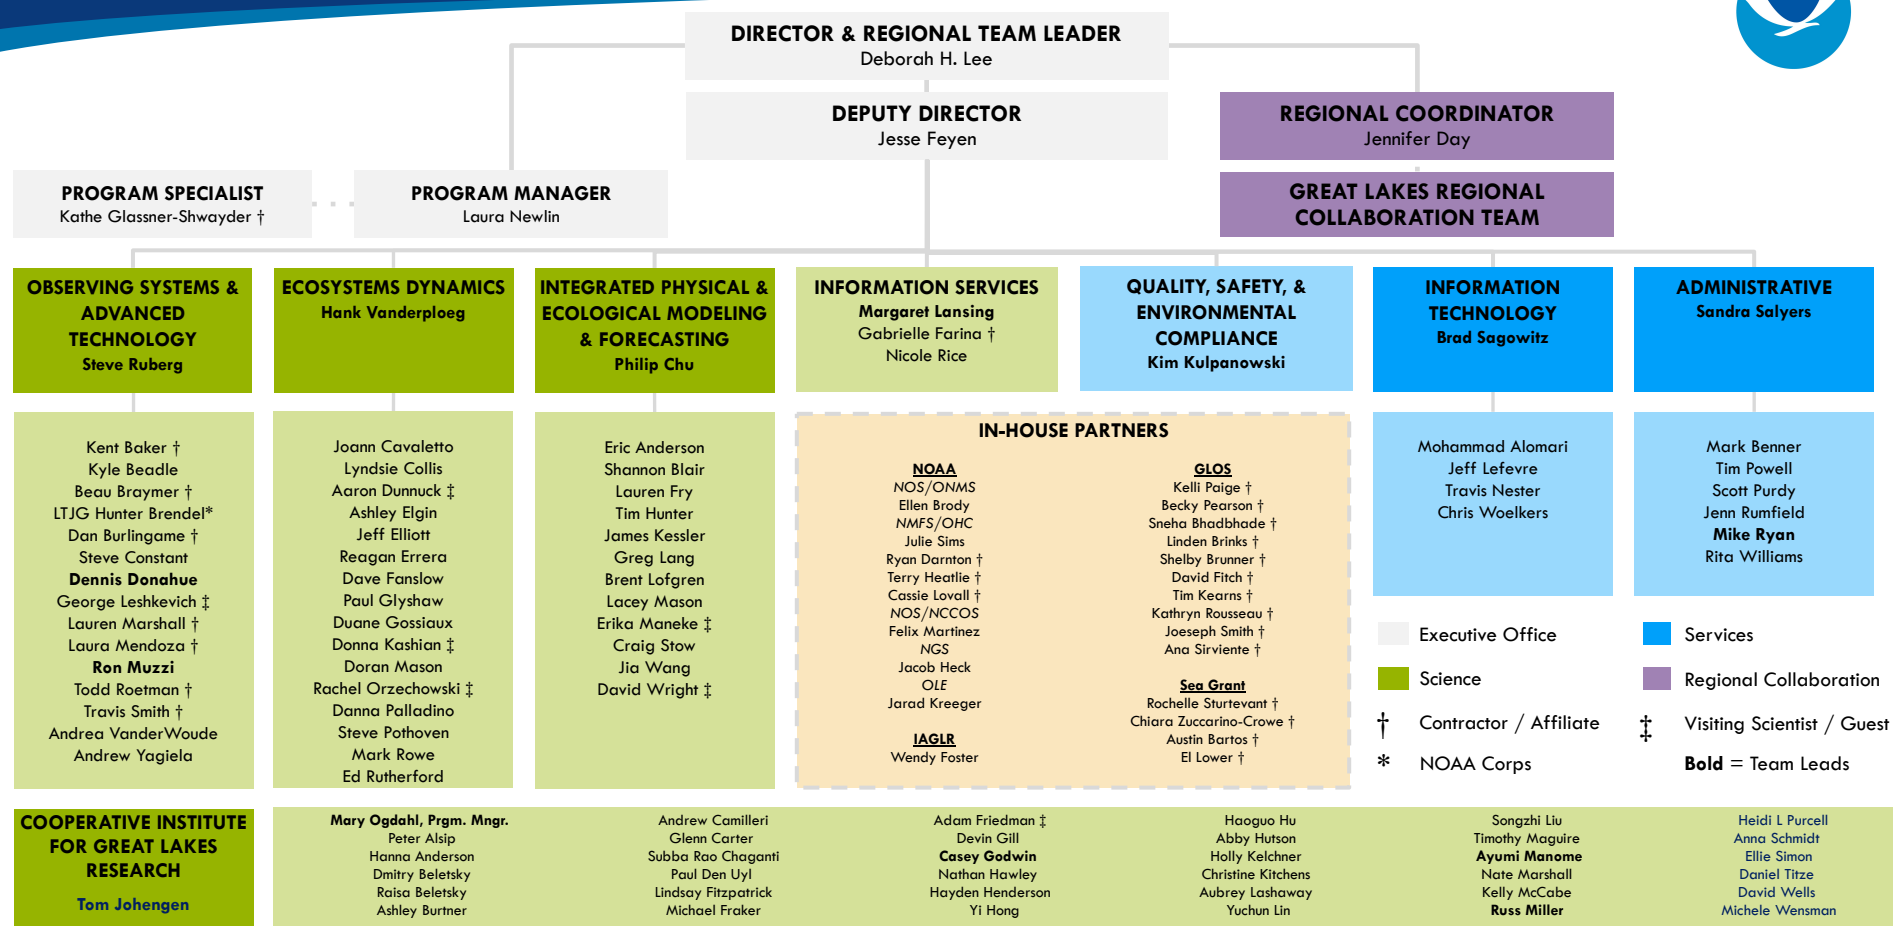 DIRECTOR & REGIONAL TEAM LEADER
Deborah H. Lee
DEPUTY DIRECTOR
Jesse Feyen
REGIONAL COORDINATOR
Jennifer Day
GREAT LAKES REGIONAL
COLLABORATION TEAM
PROGRAM SPECIALIST
Kathe Glassner-Shwayder †
PROGRAM MANAGER
Laura Newlin
OBSERVING SYSTEMS &
ADVANCED
TECHNOLOGY
Steve Ruberg
ECOSYSTEMS DYNAMICS
Hank Vanderploeg
INTEGRATED PHYSICAL &
ECOLOGICAL MODELING
& FORECASTING
Philip Chu
INFORMATION SERVICES
Margaret Lansing
Gabrielle Farina †
Nicole Rice
QUALITY, SAFETY, &
ENVIRONMENTAL
COMPLIANCE
Kim Kulpanowski
INFORMATION
TECHNOLOGY
Brad Sagowitz
ADMINISTRATIVE
Sandra Salyers
Kent Baker †
Kyle Beadle
Beau Braymer †
LTJG Hunter Brendel*
Dan Burlingame †
Steve Constant
Dennis Donahue
George Leshkevich ‡
Lauren Marshall †
Laura Mendoza †
Ron Muzzi
Todd Roetman †
Travis Smith †
Andrea VanderWoude
Andrew Yagiela
Joann Cavaletto
Lyndsie Collis
Aaron Dunnuck ‡
Ashley Elgin
Jeff Elliott
Reagan Errera
Dave Fanslow
Paul Glyshaw
Duane Gossiaux
Donna Kashian ‡
Doran Mason
Rachel Orzechowski ‡
Danna Palladino
Steve Pothoven
Mark Rowe
Ed Rutherford
Eric Anderson
Shannon Blair
Lauren Fry
Tim Hunter
James Kessler
Greg Lang
Brent Lofgren
Lacey Mason
Erika Maneke ‡
Craig Stow
Jia Wang
David Wright ‡
IN-HOUSE PARTNERS
NOAA
NOS/ONMS
Ellen Brody
NMFS/OHC
Julie Sims
Ryan Darnton †
Terry Heatlie †
Cassie Lovall †
NOS/NCCOS
Felix Martinez
NGS
Jacob Heck
OLE
Jarad Kreeger
IAGLR
Wendy Foster
GLOS
Kelli Paige †
Becky Pearson †
Sneha Bhadbhade †
Linden Brinks †
Shelby Brunner †
David Fitch †
Tim Kearns †
Kathryn Rousseau †
Joeseph Smith †
Ana Sirviente †
Sea Grant
Rochelle Sturtevant †
Chiara Zuccarino-Crowe †
Austin Bartos †
El Lower †
Mohammad Alomari
Jeff Lefevre
Travis Nester
Chris Woelkers
Mark Benner
Tim Powell
Scott Purdy
Jenn Rumfield
Mike Ryan
Rita Williams
Executive Office
Services
Science
Regional Collaboration
† Contractor / Affiliate
‡ Visiting Scientist / Guest
* NOAA Corps
Bold = Team Leads
COOPERATIVE INSTITUTE
FOR GREAT LAKES
RESEARCH
Tom Johengen
Mary Ogdahl, Prgm. Mngr.
Peter Alsip
Hanna Anderson
Dmitry Beletsky
Raisa Beletsky
Ashley Burtner
Andrew Camilleri
Glenn Carter
Subba Rao Chaganti
Paul Den Uyl
Lindsay Fitzpatrick
Michael Fraker
Adam Friedman ‡
Devin Gill
Casey Godwin
Nathan Hawley
Hayden Henderson
Yi Hong
Haoguo Hu
Abby Hutson
Holly Kelchner
Christine Kitchens
Aubrey Lashaway
Yuchun Lin
Songzhi Liu
Timothy Maguire
Ayumi Manome
Nate Marshall
Kelly McCabe
Russ Miller
Heidi L Purcell
Anna Schmidt
Ellie Simon
Daniel Titze
David Wells
Michele Wensman